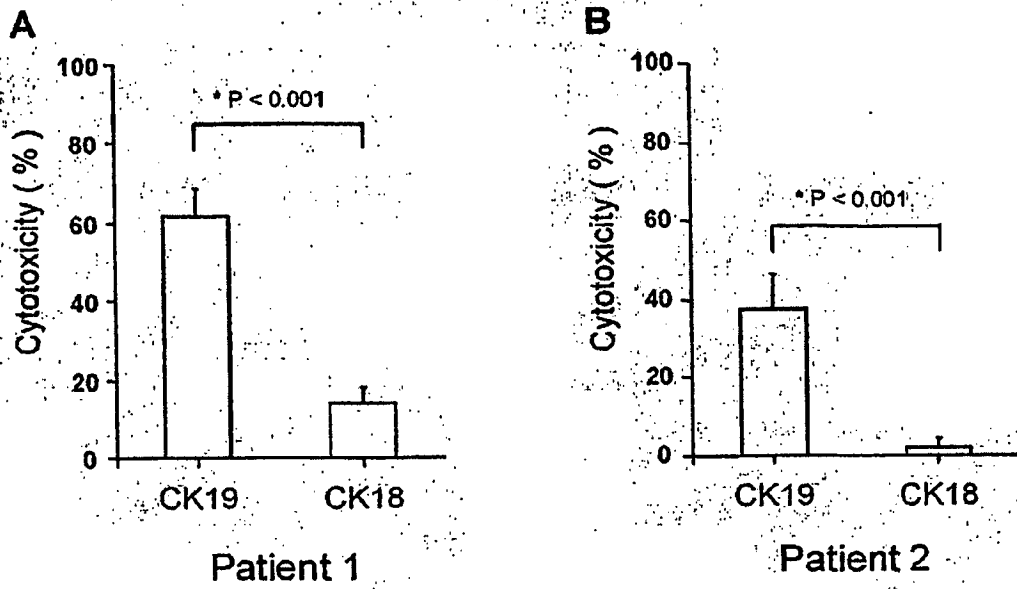 A
100
80
60
40
20
0
Cytotoxicity ( % )
* P < 0.001
CK19
CK18
Patient 1
B
100
80
60
40
20
0
Cytotoxicity ( % )
* P < 0.001
CK19
CK18
Patient 2